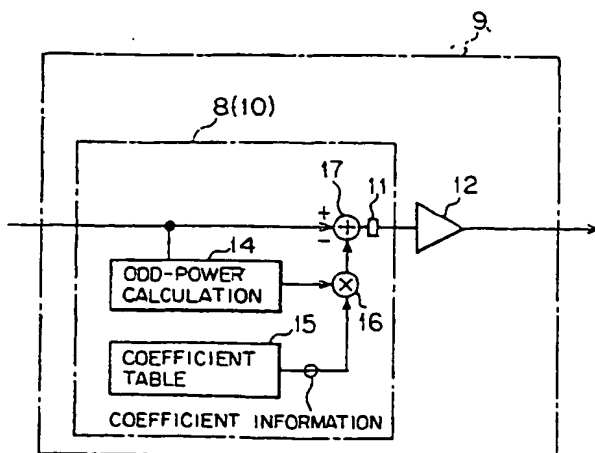 9
8(10)
17
11
12
+
−
+
14
ODD-POWER
CALCULATION
×
16
15
COEFFICIENT
TABLE
COEFFICIENT INFORMATION